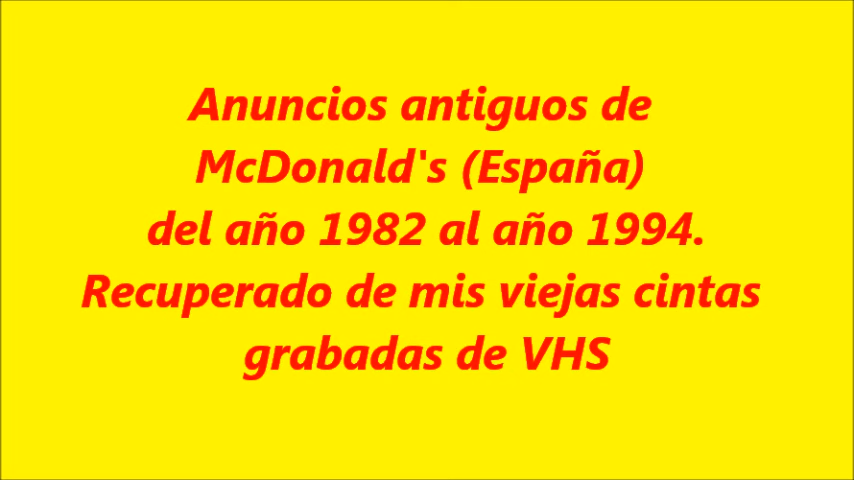 Anuncios antiguos de
McDonald`s (España)
del año 1982 al año 1994.
Recuperado de mis viejas cintas
grabadas de VHS